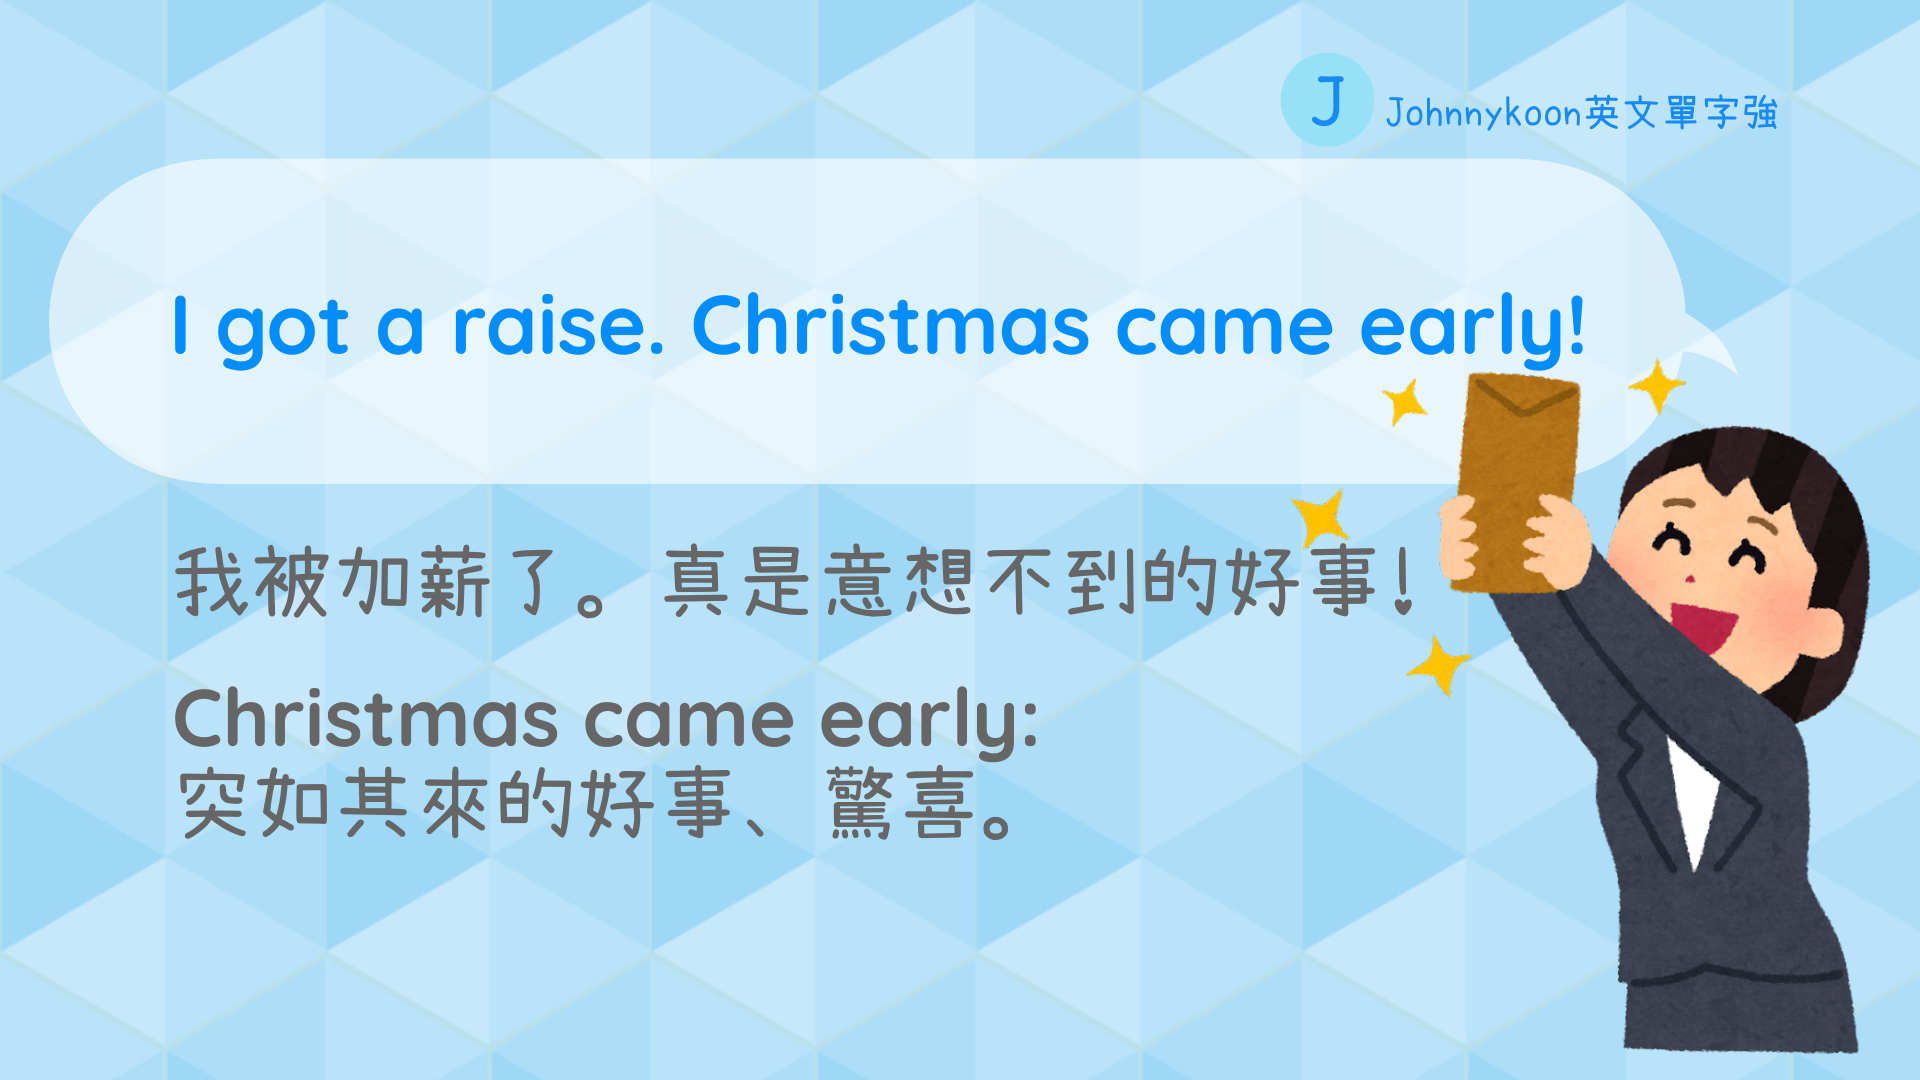 J Johnnykoon英文單字強
I got a raise. Christmas came early!
我被加薪了。真是意想不到的好事!
Christmas came early:
突如其來的好事、驚喜。